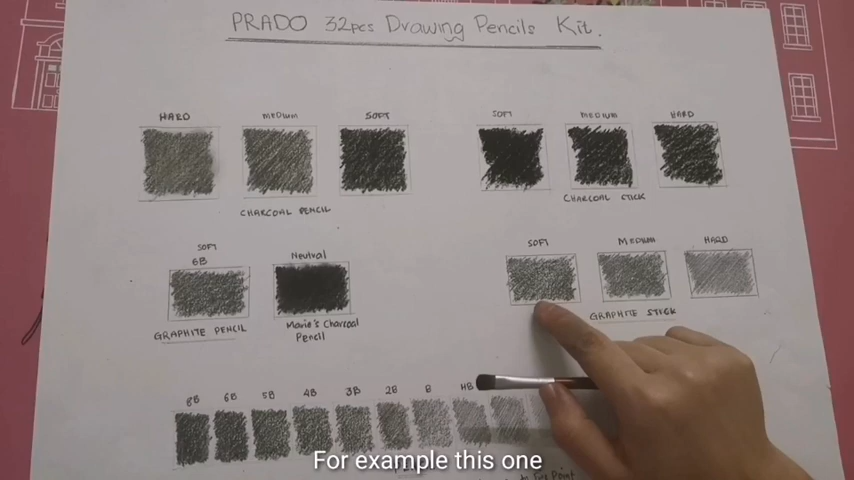 PRADO 32pcs Drawing Pencils Kit.
HARD MEDIUM SOFT
SOFT MEDIUM HARD
CHARCOAL PENCIL
CHARCOAL STICK
SOFT
6B
Neutral
SOFT MEDIUM HARD
GRAPHITE PENCIL
Marie's Charcoal
Pencil
GRAPHITE STICK
8B 6B 5B 4B 3B 2B B HB
For example this one